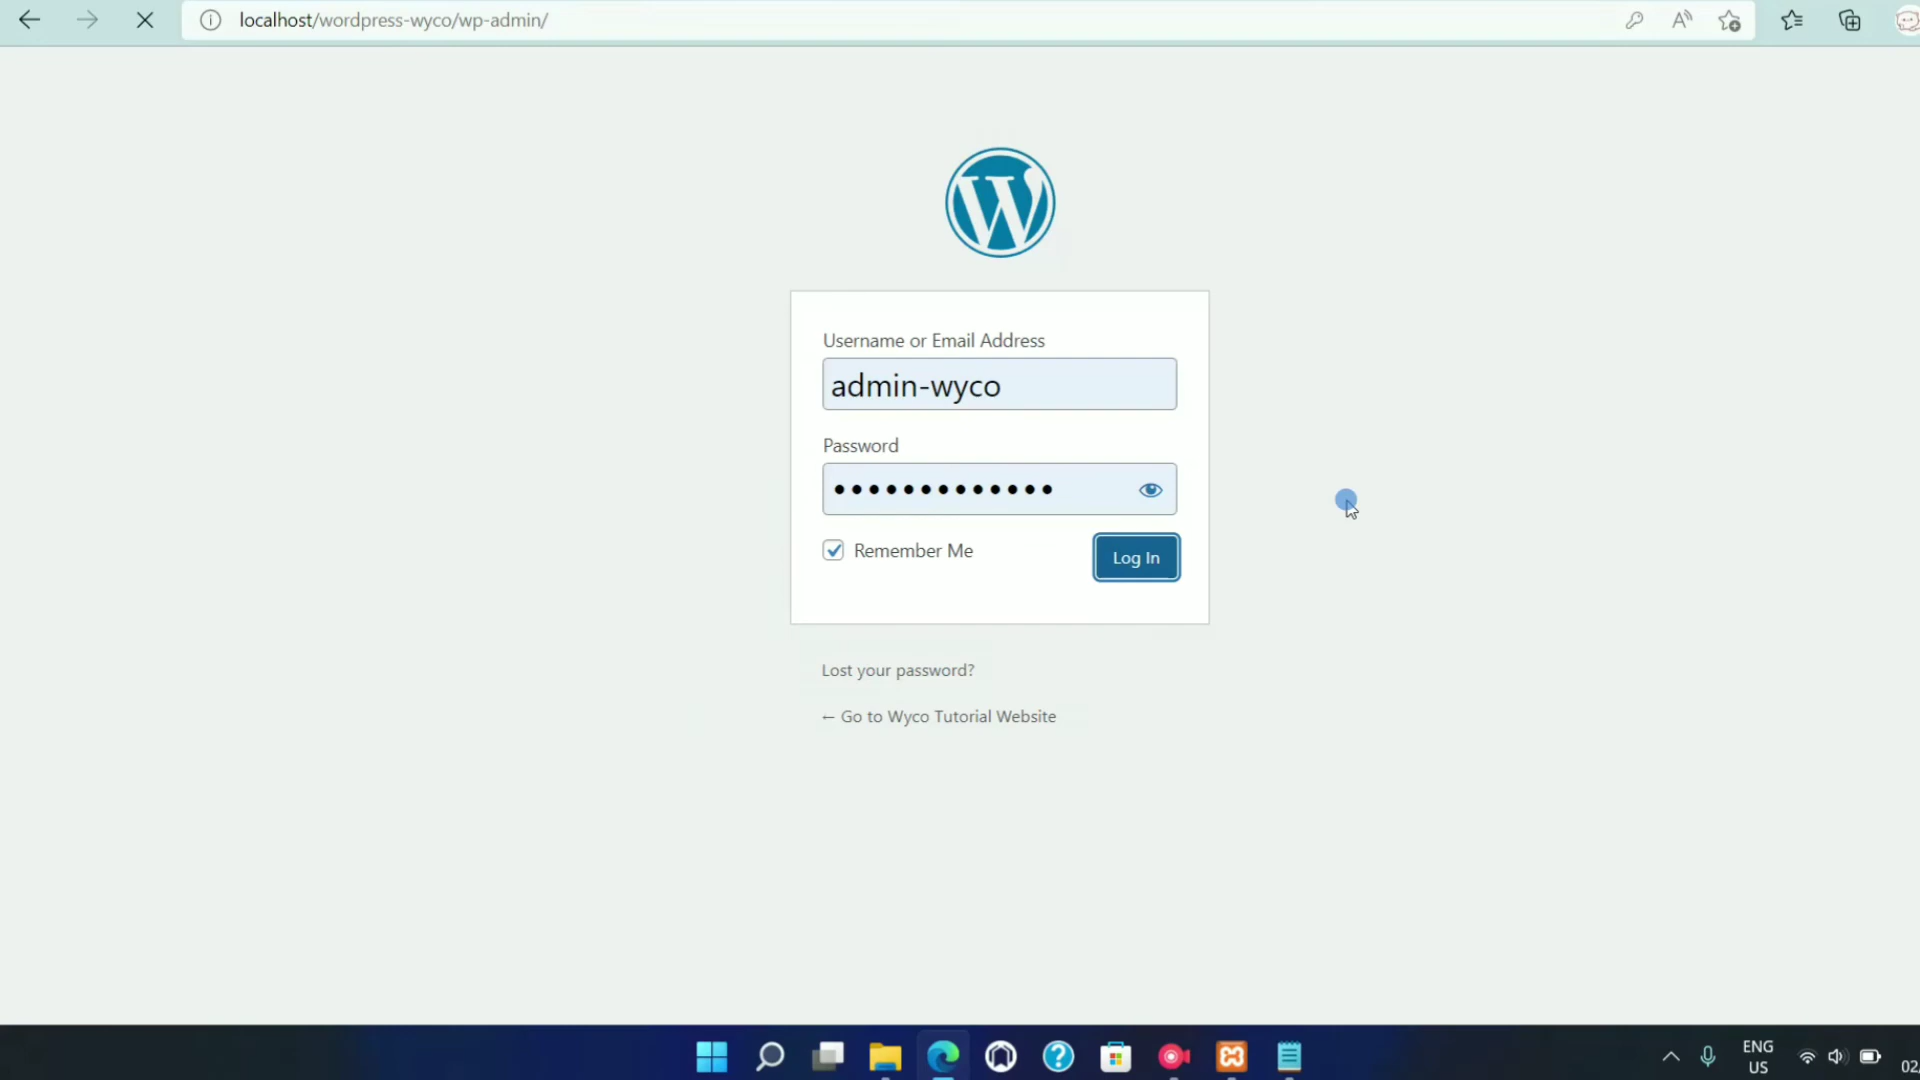 localhost/wordpress-wyco/wp-admin/
Username or Email Address
admin-wyco
Password
Remember Me
Log In
Lost your password?
← Go to Wyco Tutorial Website
ENG
US
02